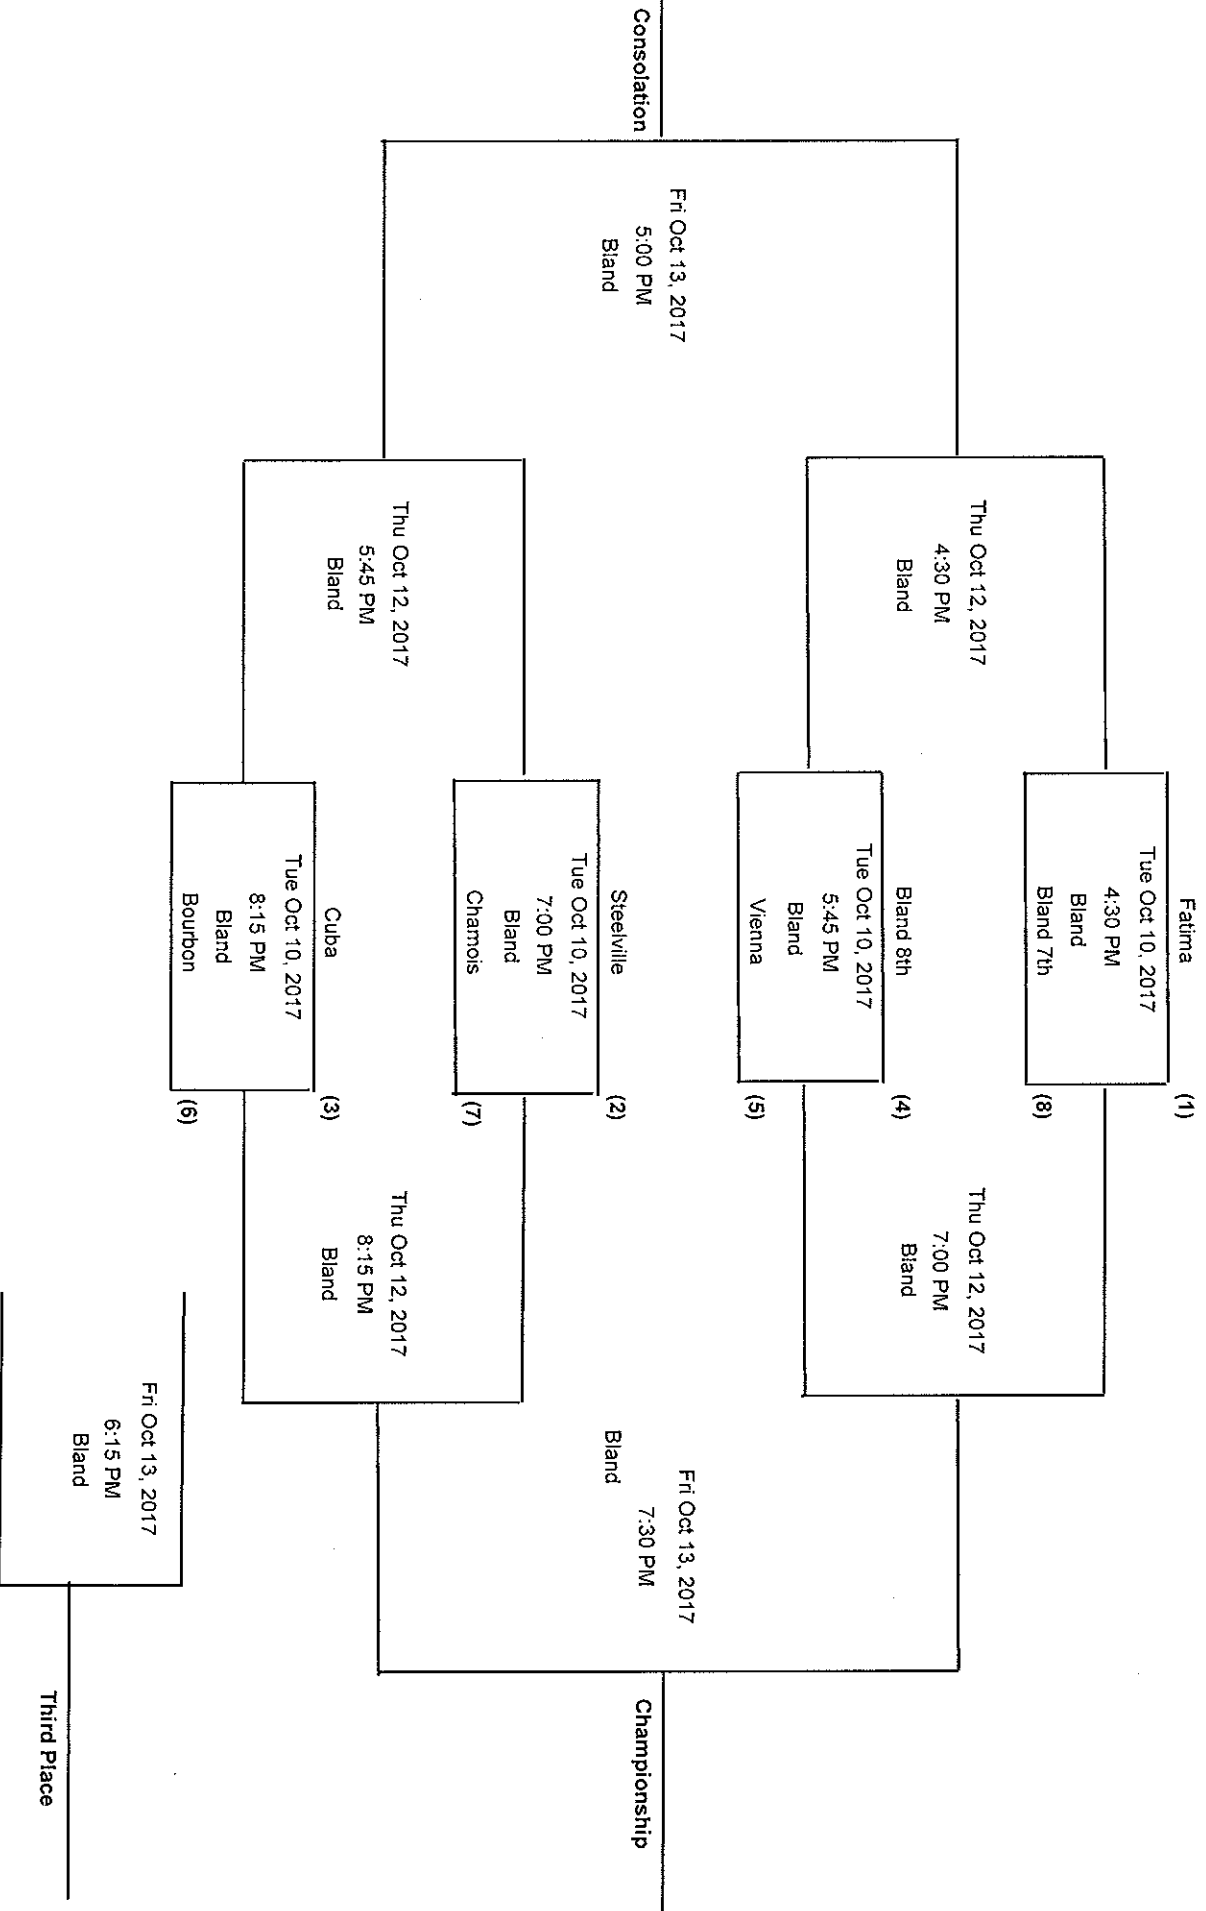 Fatima
(1)
Tue Oct 10, 2017
4:30 PM
Bland
Bland 7th
(8)
Thu Oct 12, 2017
4:30 PM
Bland
Thu Oct 12, 2017
7:00 PM
Bland
Bland 8th
(4)
Tue Oct 10, 2017
5:45 PM
Bland
Vienna
(5)
Fri Oct 13, 2017
5:00 PM
Bland
Consolation
Fri Oct 13, 2017
7:30 PM
Bland
Championship
Steelville
(2)
Tue Oct 10, 2017
7:00 PM
Bland
Chamois
(7)
Thu Oct 12, 2017
5:45 PM
Bland
Thu Oct 12, 2017
8:15 PM
Bland
Cuba
(3)
Tue Oct 10, 2017
8:15 PM
Bland
Bourbon
(6)
Fri Oct 13, 2017
6:15 PM
Bland
Third Place